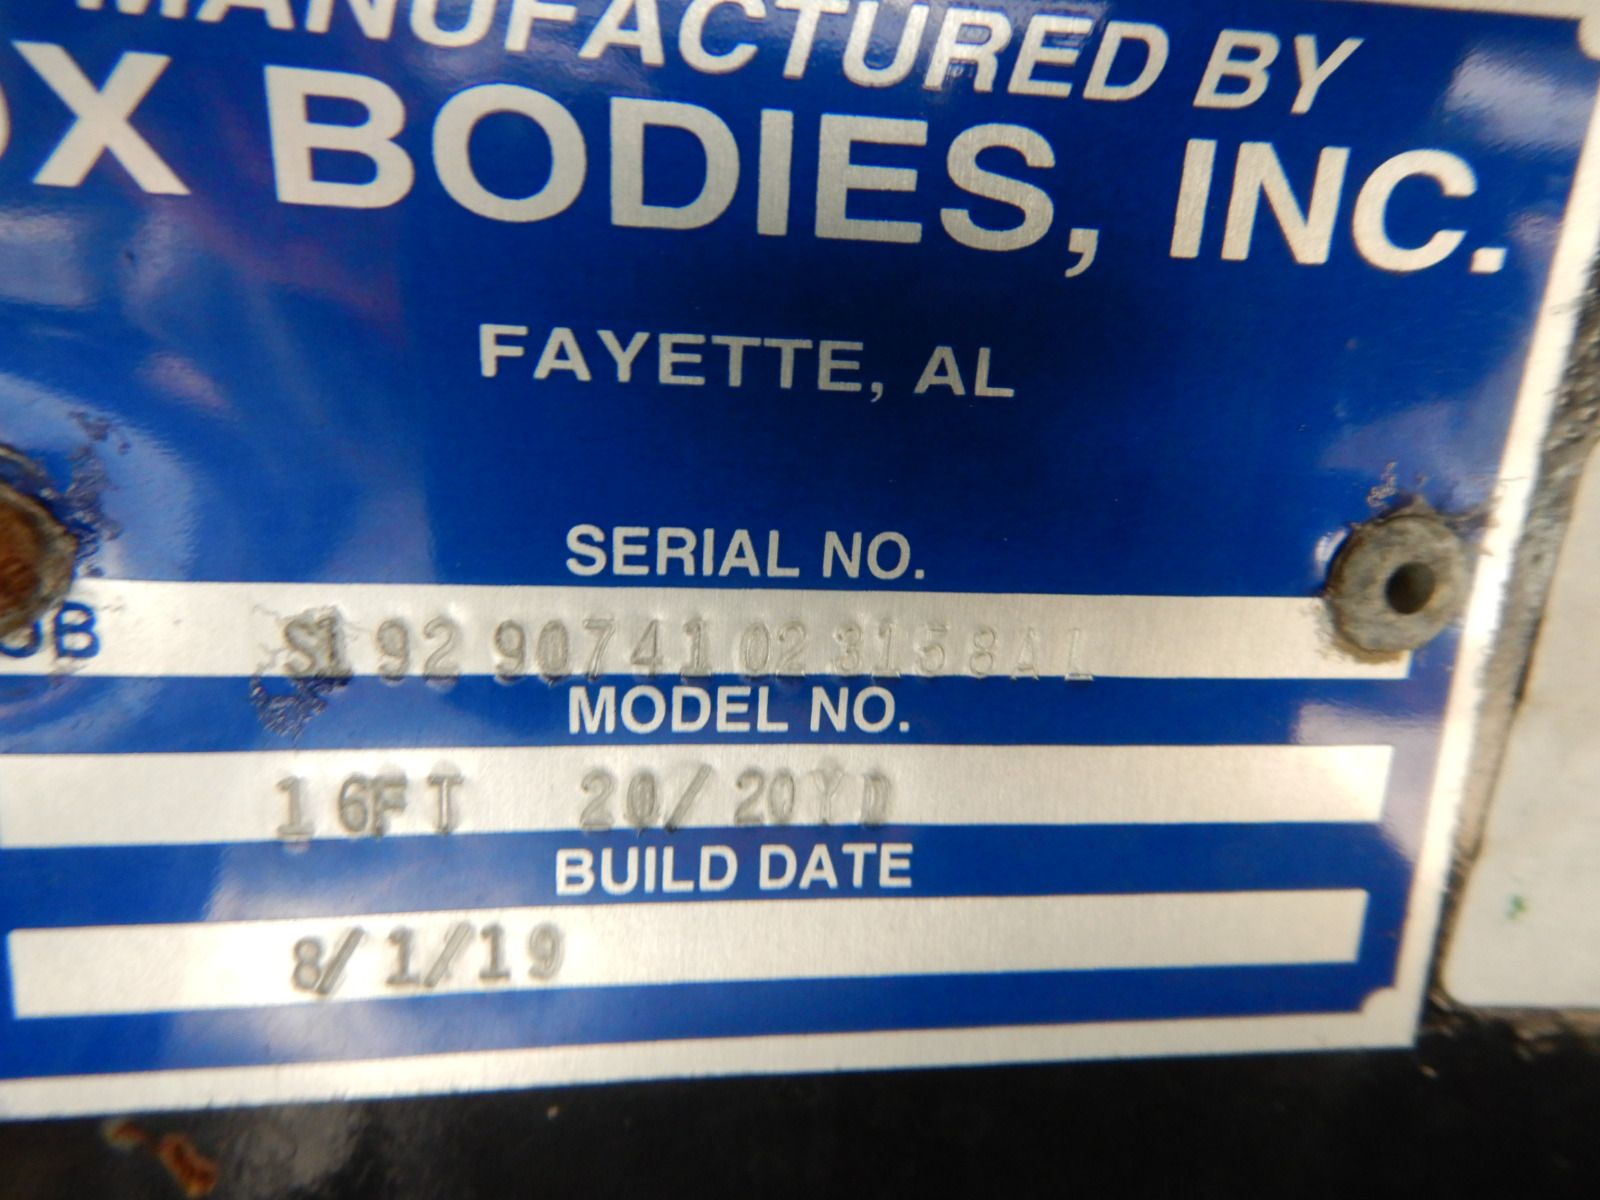 MANUFACTURED BY
OX BODIES, INC.
FAYETTE, AL
SERIAL NO.
S192907410231​58AL
MODEL NO.
16FT 20/20YD
BUILD DATE
8/1/19